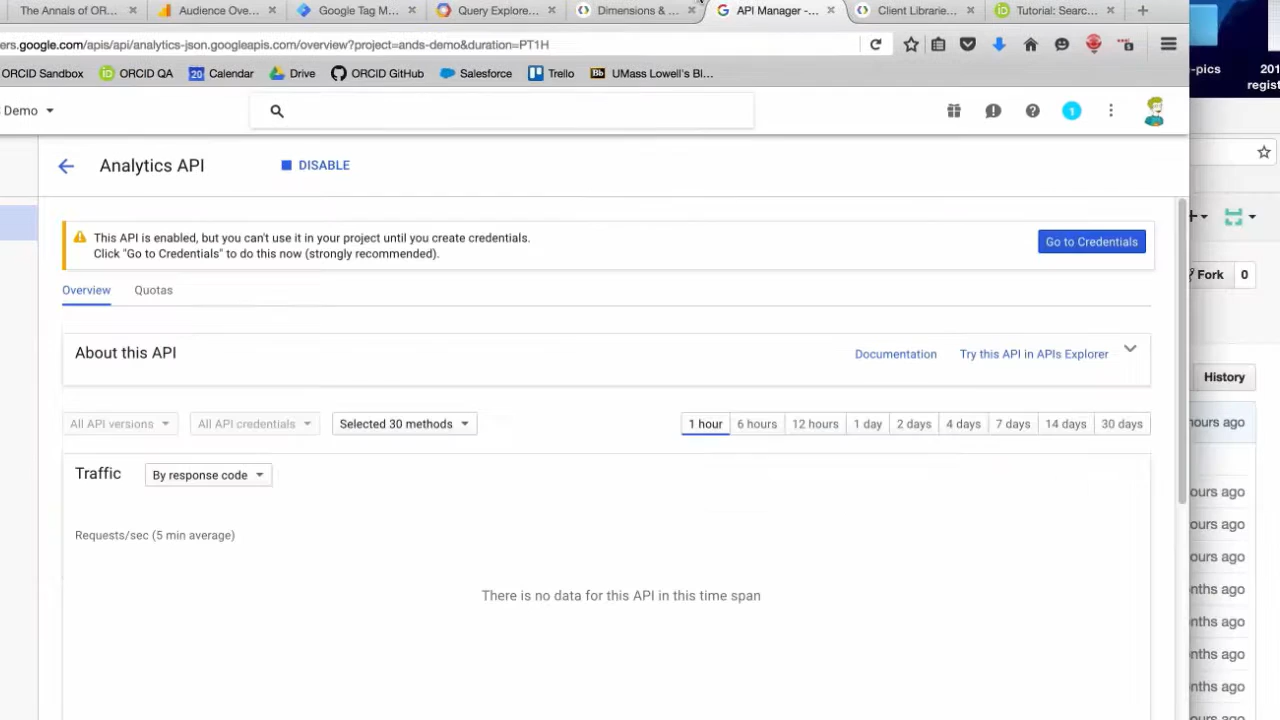 The Annals of OR...
Audience Ove...
Google Tag M...
Query Explore...
Dimensions & ...
API Manager -...
Client Librarie...
Tutorial: Searc...
ers.google.com/apis/api/analytics-json.googleapis.com/overview?project=ands-demo&duration=PT1H
ORCID Sandbox
ORCID QA
20 Calendar
Drive
ORCID GitHub
Salesforce
Trello
Bb UMass Lowell's Bl...
-pics
201
regist
Demo
1
Analytics API
DISABLE
This API is enabled, but you can't use it in your project until you create credentials.
Click "Go to Credentials" to do this now (strongly recommended).
Go to Credentials
Overview
Quotas
Fork 0
About this API
Documentation
Try this API in APIs Explorer
History
All API versions
All API credentials
Selected 30 methods
1 hour
6 hours
12 hours
1 day
2 days
4 days
7 days
14 days
30 days
hours ago
Traffic
By response code
ours ago
ours ago
Requests/sec (5 min average)
ours ago
There is no data for this API in this time span
nths ago
nths ago
nths ago
nths ago
ours ago